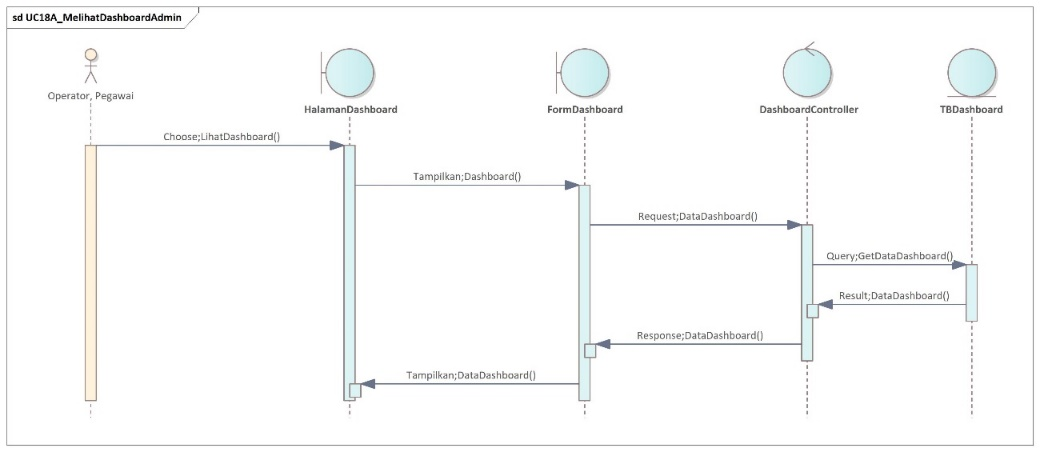 sd UC18A_MelihatDashboardAdmin
Operator, Pegawai
HalamanDashboard
FormDashboard
DashboardController
TBDashboard
Choose;LihatDashboard()
Tampilkan;Dashboard()
Request;DataDashboard()
Query;GetDataDashboard()
Result;DataDashboard()
Response;DataDashboard()
Tampilkan;DataDashboard()